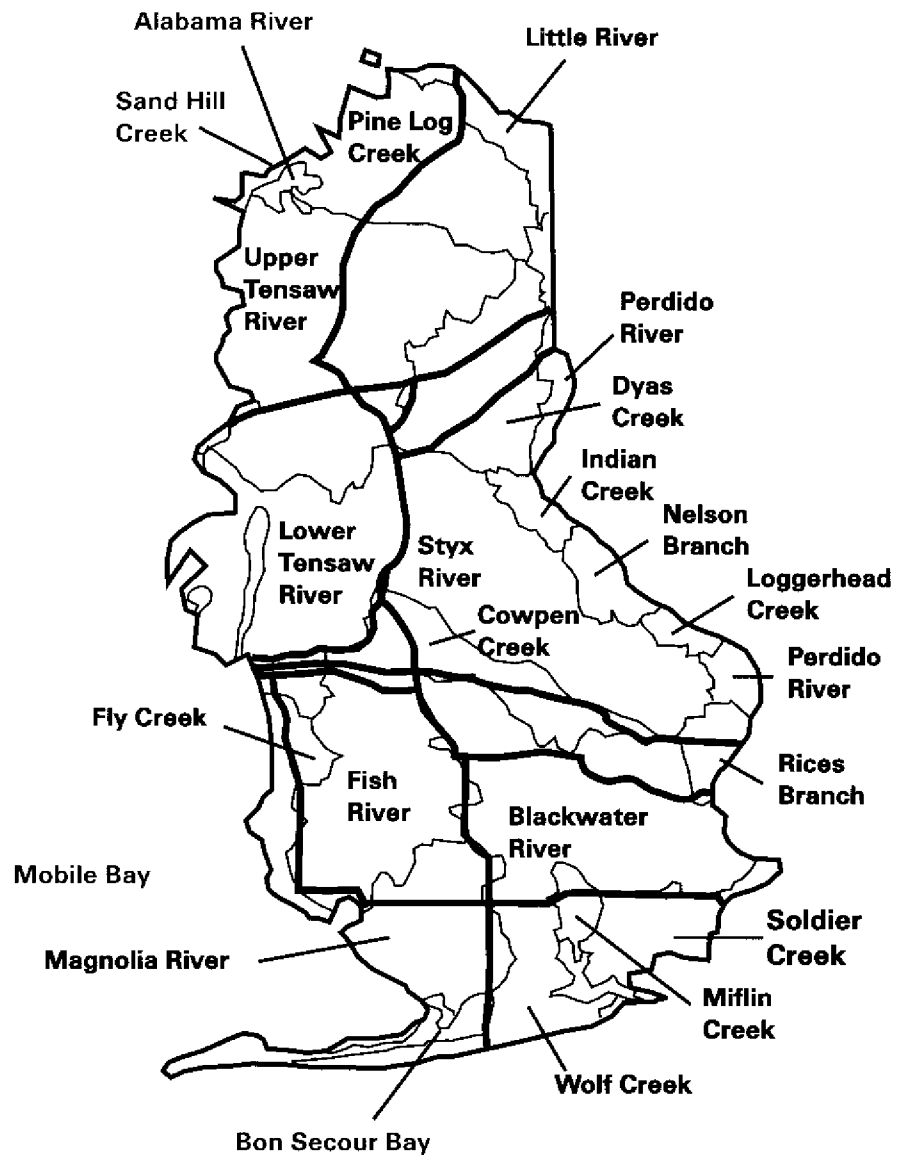 Alabama River
Little River
Sand Hill
Creek
Pine Log
Creek
Upper
Tensaw
River
Perdido
River
Dyas
Creek
Indian
Creek
Nelson
Branch
Lower
Tensaw
River
Styx
River
Loggerhead
Creek
Cowpen
Creek
Perdido
River
Fly Creek
Fish
River
Rices
Branch
Blackwater
River
Mobile Bay
Soldier
Creek
Magnolia River
Miflin
Creek
Wolf Creek
Bon Secour Bay